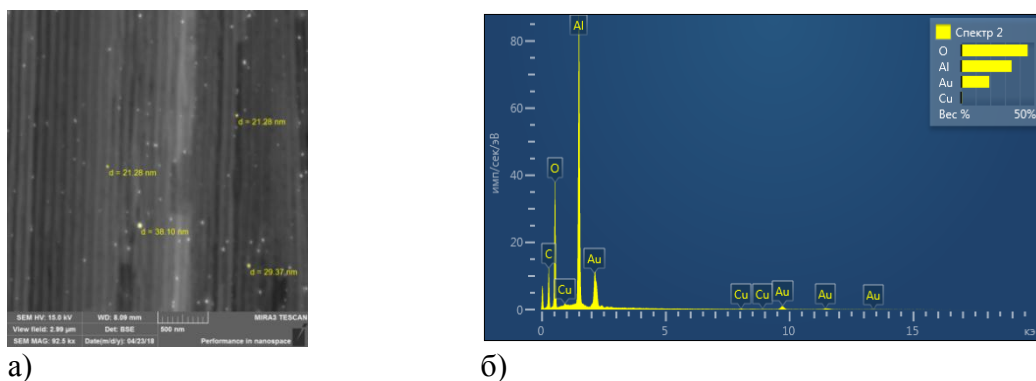 d = 21.28 nm
d = 21.28 nm
d = 38.10 nm
d = 29.37 nm
SEM HV: 15.0 kV
WD: 8.09 mm
MIRA3 TESCAN
View field: 2.99 µm
Det: BSE
500 nm
SEM MAG: 92.5 kx
Date(m/d/y): 04/23/18
Performance in nanospace
а)
80
60
40
20
0
имп/сек/эВ
Al
O
C
Cu
Au
Cu
Cu
Au
Au
Au
0
5
10
15
кэ
Спектр 2
O
Al
Au
Cu
Вес %
50%
б)